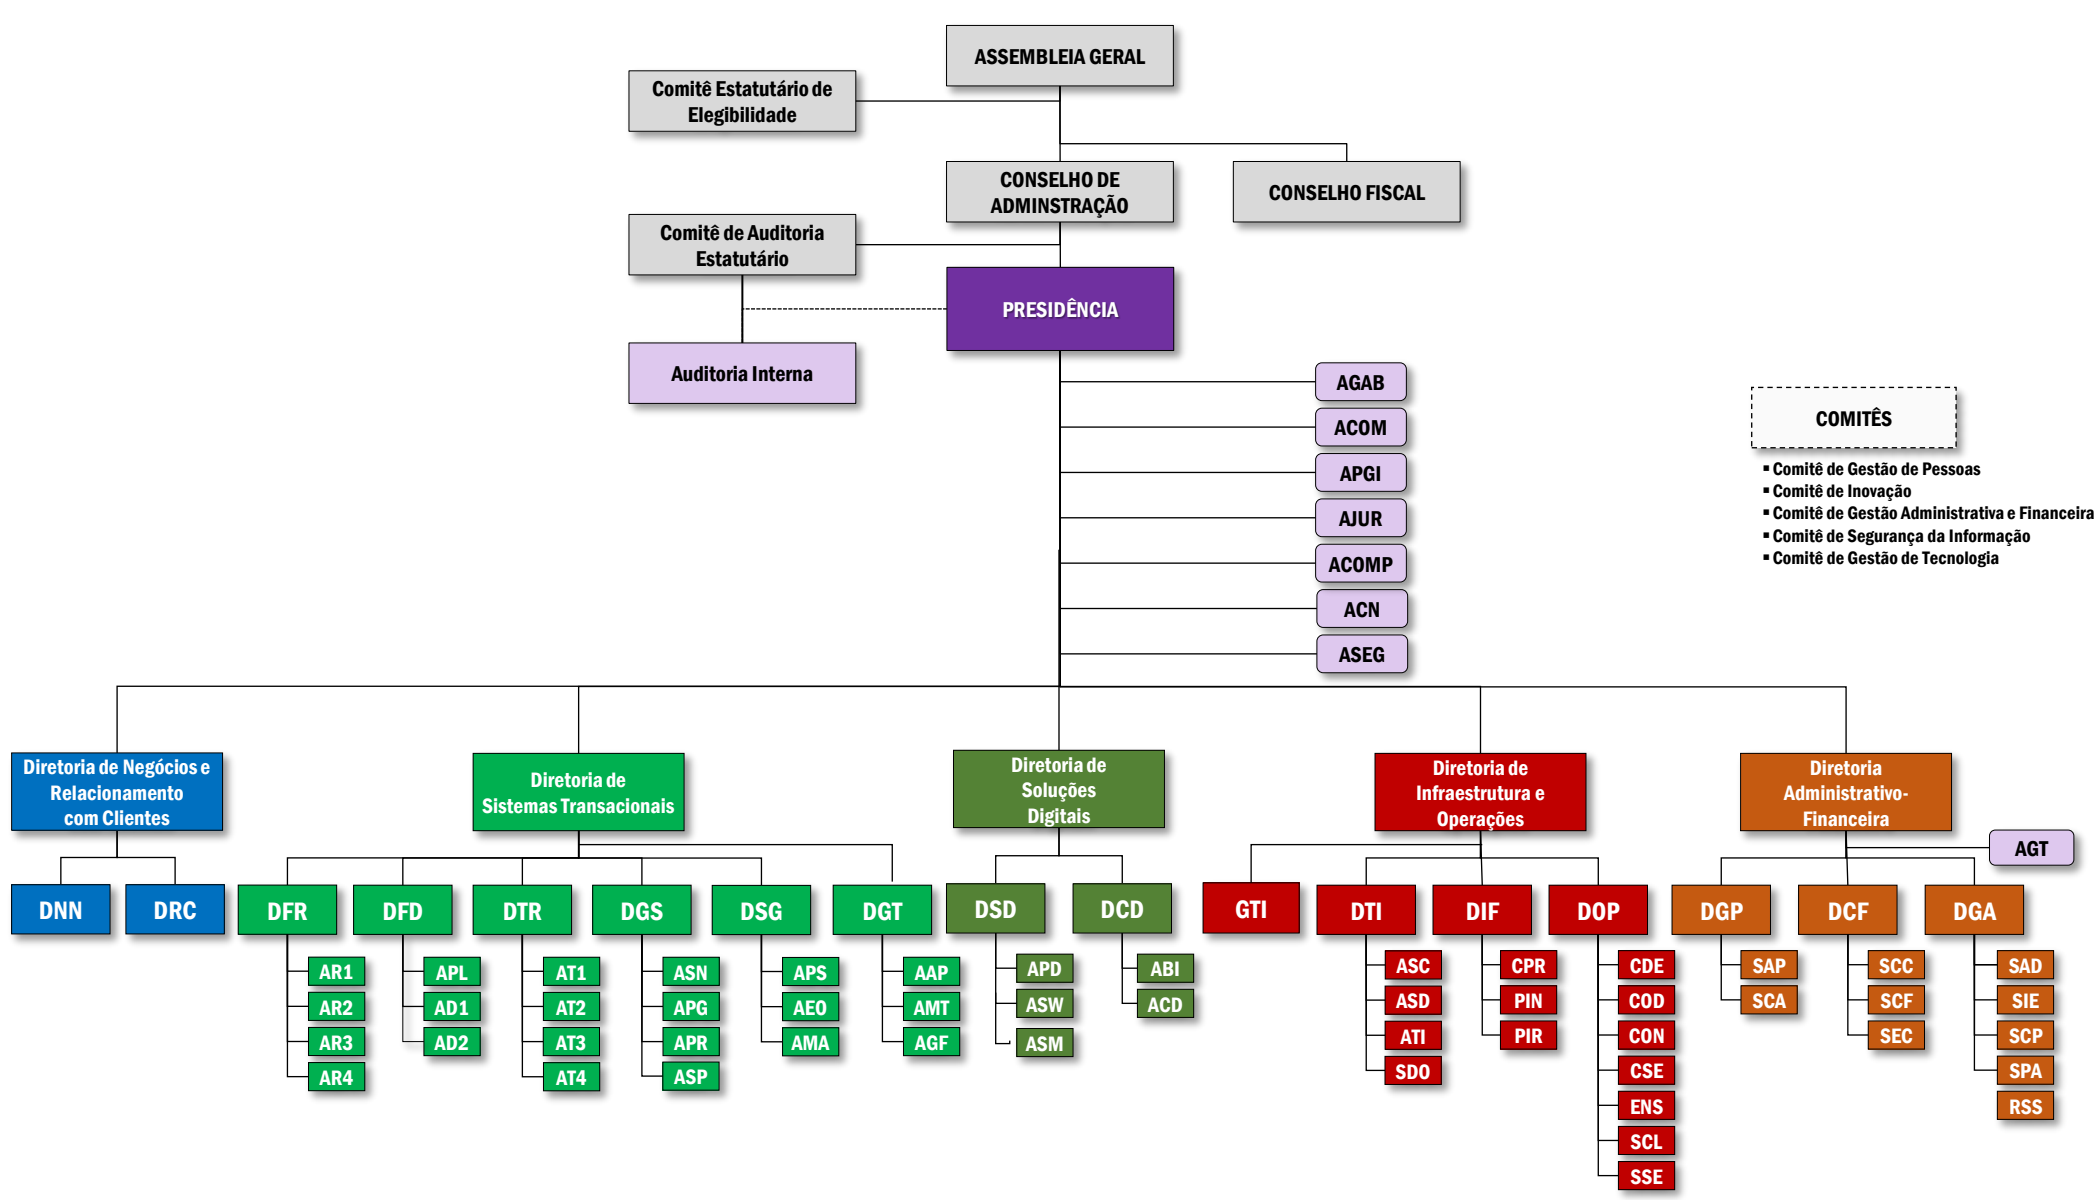 ASSEMBLEIA GERAL
Comitê Estatutário de
Elegibilidade
CONSELHO DE
ADMINSTRAÇÃO
CONSELHO FISCAL
Comitê de Auditoria
Estatutário
PRESIDÊNCIA
Auditoria Interna
AGAB
ACOM
APGI
AJUR
ACOMP
ACN
ASEG
COMITÊS
▪ Comitê de Gestão de Pessoas
▪ Comitê de Inovação
▪ Comitê de Gestão Administrativa e Financeira
▪ Comitê de Segurança da Informação
▪ Comitê de Gestão de Tecnologia
Diretoria de Negócios e
Relacionamento
com Clientes
Diretoria de
Sistemas Transacionais
Diretoria de
Soluções
Digitais
Diretoria de
Infraestrutura e
Operações
Diretoria
Administrativo-
Financeira
AGT
DNN
DRC
DFR
DFD
DTR
DGS
DSG
DGT
DSD
DCD
GTI
DTI
DIF
DOP
DGP
DCF
DGA
AR1
AR2
AR3
AR4
APL
AD1
AD2
AT1
AT2
AT3
AT4
ASN
APG
APR
ASP
APS
AEO
AMA
AAP
AMT
AGF
APD
ASW
ASM
ABI
ACD
ASC
ASD
ATI
SDO
CPR
PIN
PIR
CDE
COD
CON
CSE
ENS
SCL
SSE
SAP
SCA
SCC
SCF
SEC
SAD
SIE
SCP
SPA
RSS